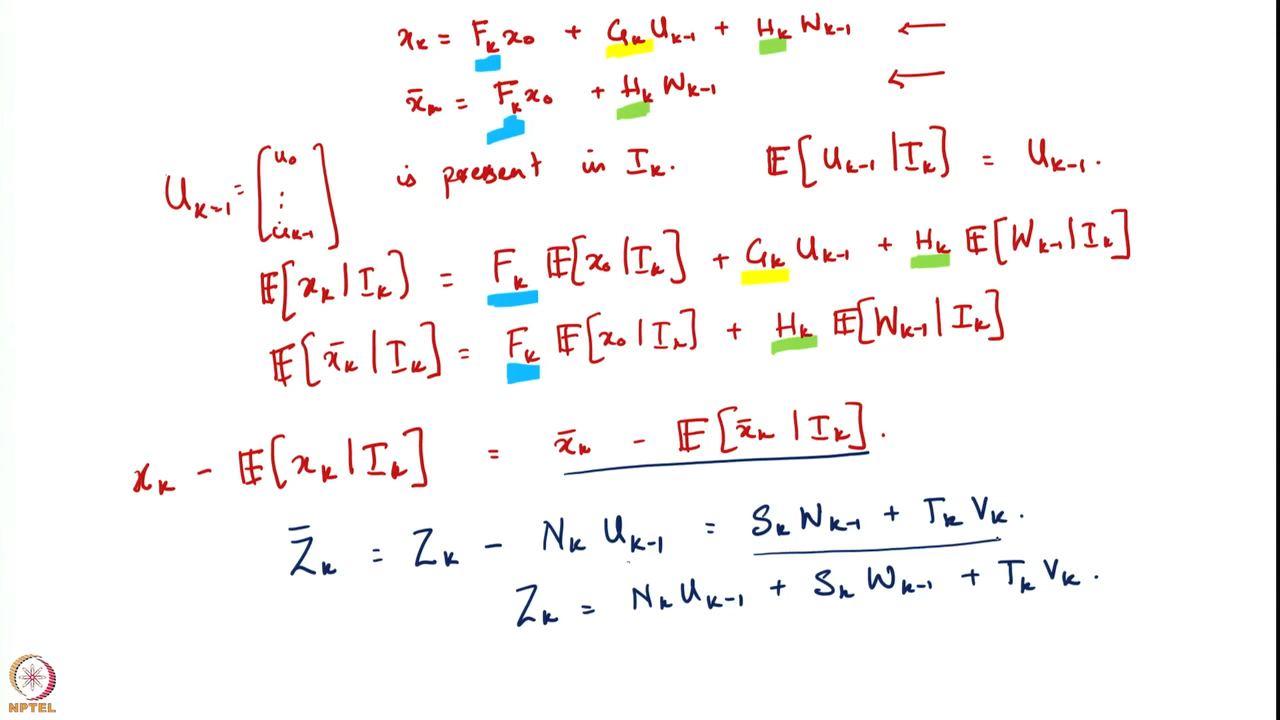 x_k = F_k x_0 + G_k U_{k-1} + H_k W_{k-1} ←
x̄_k = F_k x_0 + H_k W_{k-1} ←
U_{k-1} = [u_0 ⋮ u_{k-1}] is present in I_k. 𝔼[U_{k-1} | I_k] = U_{k-1}.
𝔼[x_k | I_k] = F_k 𝔼[x_0 | I_k] + G_k U_{k-1} + H_k 𝔼[W_{k-1} | I_k]
𝔼[x̄_k | I_k] = F_k 𝔼[x_0 | I_k] + H_k 𝔼[W_{k-1} | I_k]
x_k - 𝔼[x_k | I_k] = x̄_k - 𝔼[x̄_k | I_k].
Z̄_k = Z_k - N_k U_{k-1} = S_k W_{k-1} + T_k V_k.
Z_k = N_k U_{k-1} + S_k W_{k-1} + T_k V_k.
NPTEL